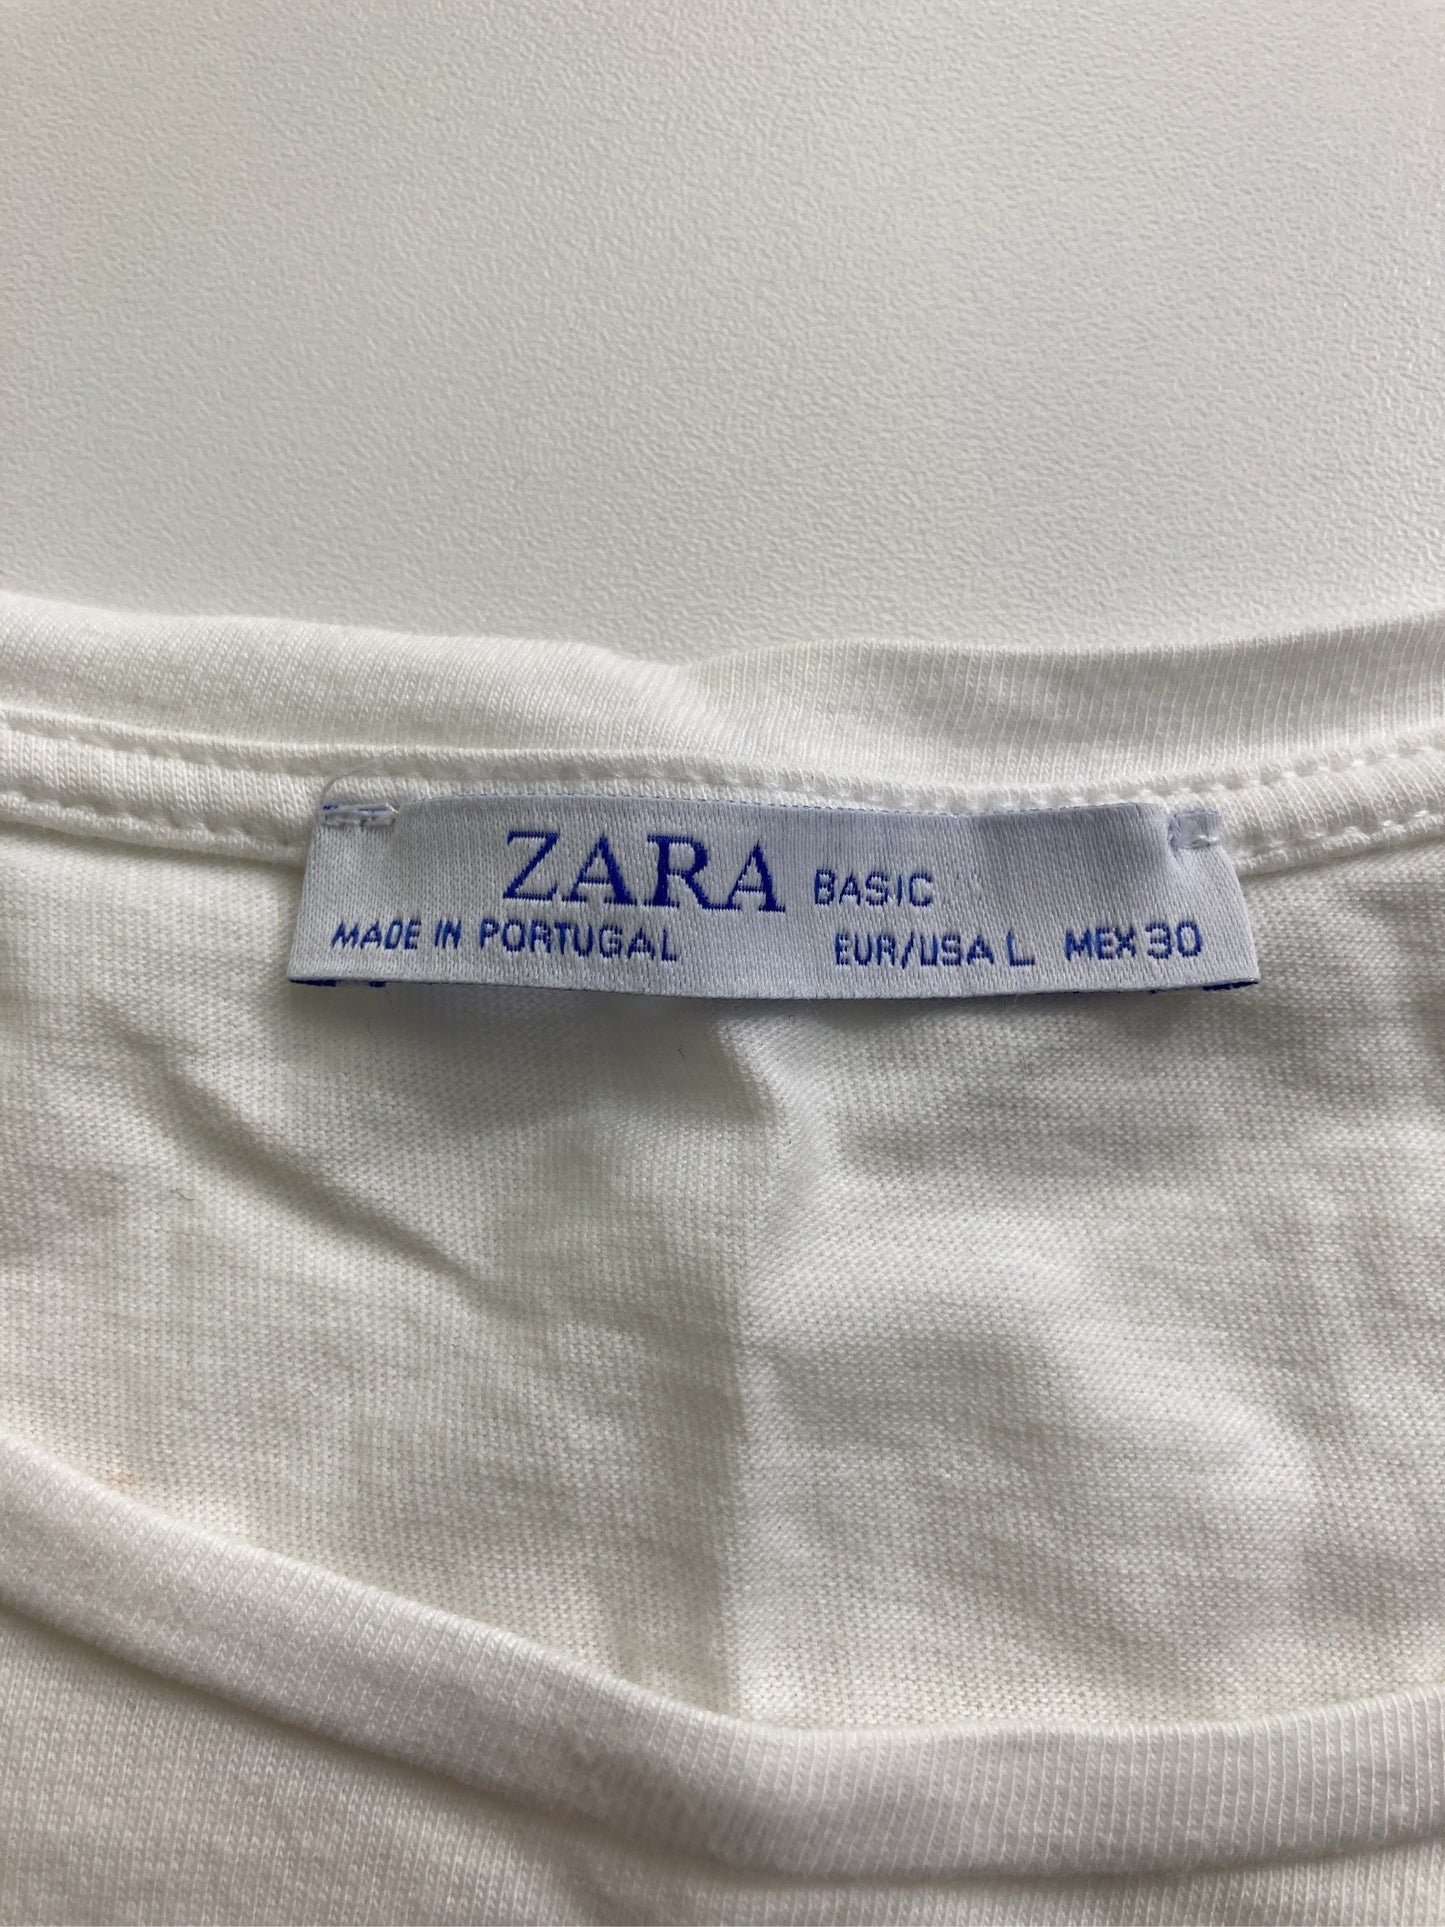 ZARA BASIC
MADE IN PORTUGAL EUR/USA L MEX 30